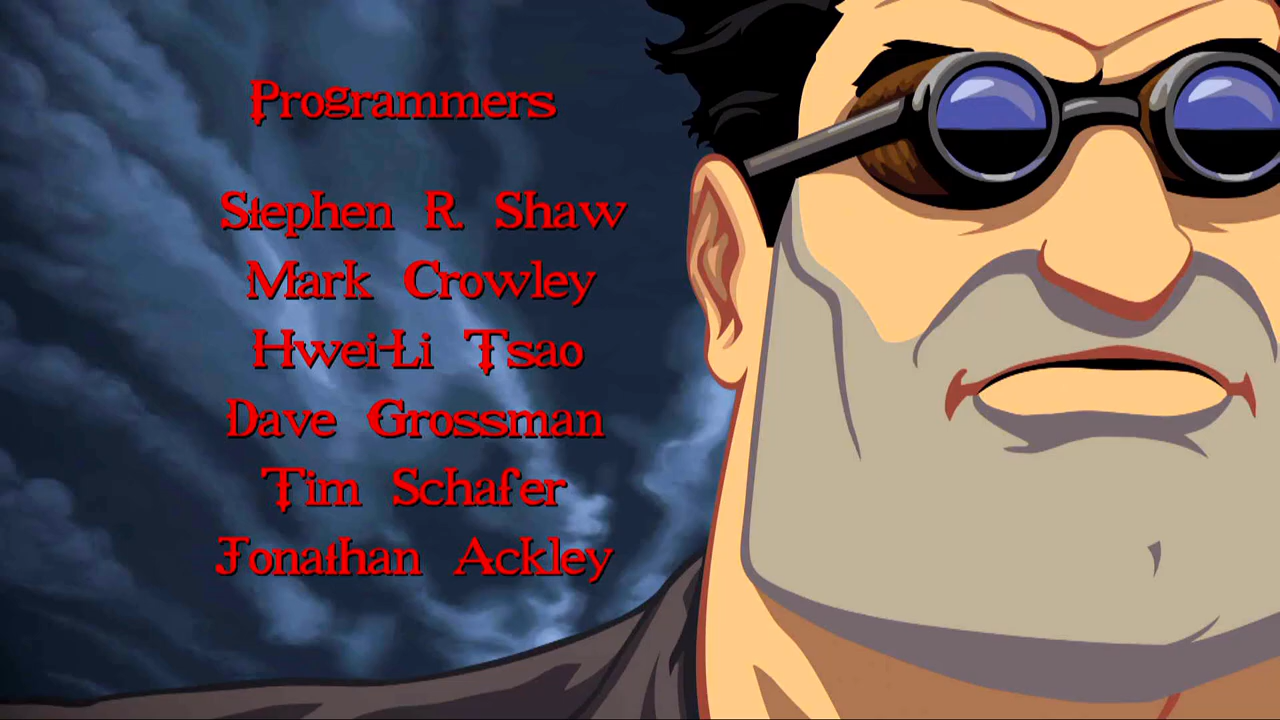 Programmers
Stephen R. Shaw
Mark Crowley
Hwei-Li Tsao
Dave Grossman
Tim Schafer
Jonathan Ackley